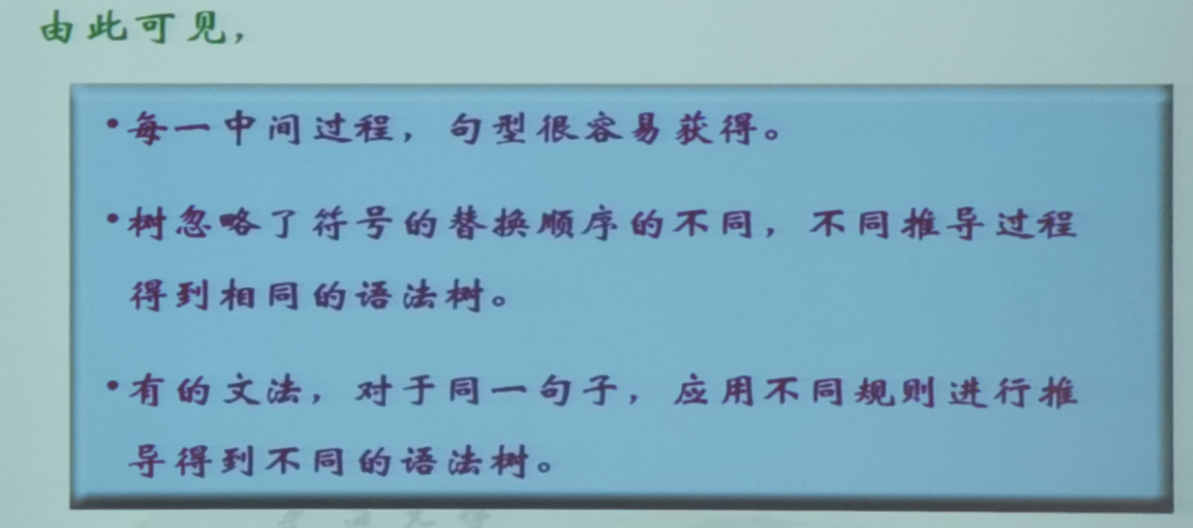 由此可见，
•每一中间过程，句型很容易获得。
•树忽略了符号的替换顺序的不同，不同推导过程
得到相同的语法树。
•有的文法，对于同一句子，应用不同规则进行推
导得到不同的语法树。